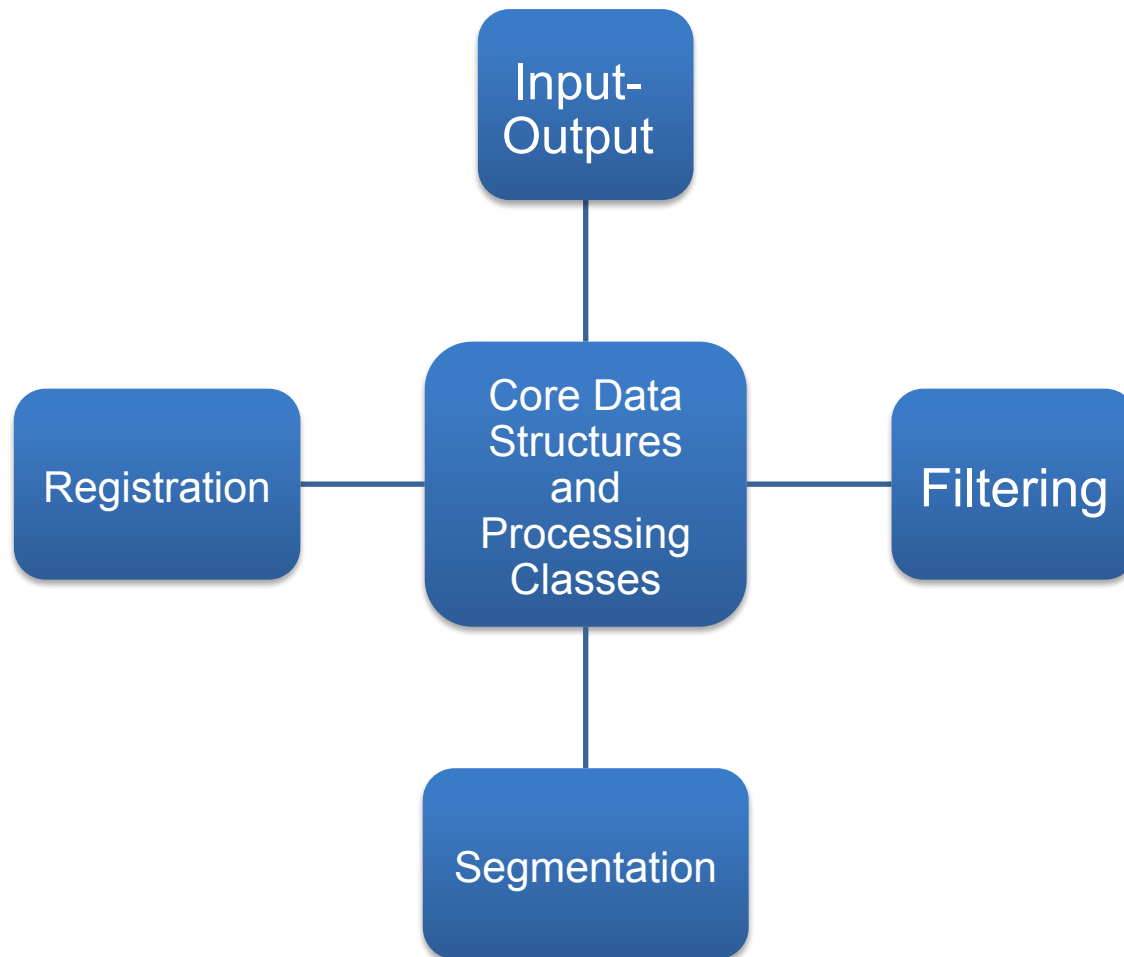 Input-
Output
Registration
Core Data
Structures
and
Processing
Classes
Filtering
Segmentation